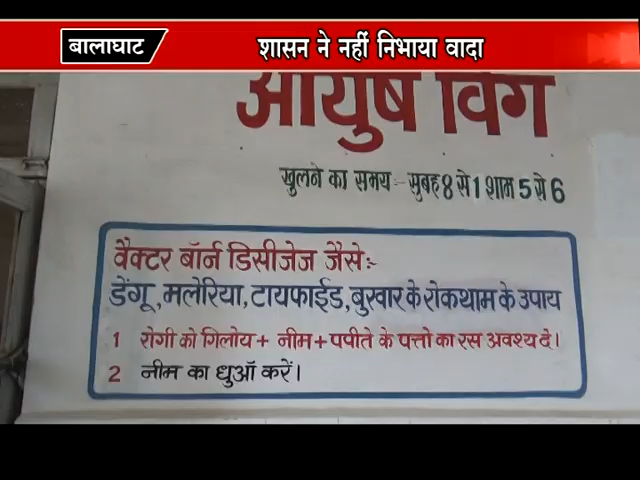 बालाघाट
शासन ने नहीं निभाया वादा
आयुष विंग
खुलने का समय:- सुबह 8 से 1 शाम 5 से 6
वैक्टर बॉर्न डिसीजेज जैसे:-
डेंगू, मलेरिया, टायफाईड, बुखार के रोकथाम के उपाय
1 रोगी को गिलोय + नीम + पपीते के पत्तो का रस अवश्य दें।
2 नीम का धुऑ करें।